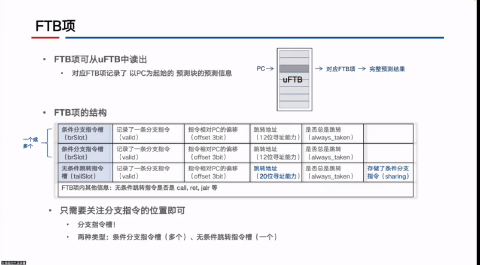 FTB项
• FTB项可从uFTB中读出
• 对应FTB项记录了 以PC为起始的 预测块的预测信息
PC → uFTB → 对应FTB项 → 完整预测结果
• FTB项的结构
一个或多个
条件分支指令槽（brSlot） 记录了一条分支指令（valid） 指令相对PC的偏移（offset 3bit） 跳转地址（12位寻址能力） 是否总是跳转（always_taken）
条件分支指令槽（brSlot） 记录了一条分支指令（valid） 指令相对PC的偏移（offset 3bit） 跳转地址（12位寻址能力） 是否总是跳转（always_taken）
无条件跳转指令槽（tailSlot） 记录了一条分支指令（valid） 指令相对PC的偏移（offset 3bit） 跳转地址（20位寻址能力） 是否总是跳转（always_taken） 存储了条件分支指令（sharing）
FTB项内其他信息：无条件跳转指令是否是 call, ret, jalr 等
• 只需要关注分支指令的位置即可
• 分支指令槽！
• 两种类型：条件分支指令槽（多个）、无条件跳转指令槽（一个）